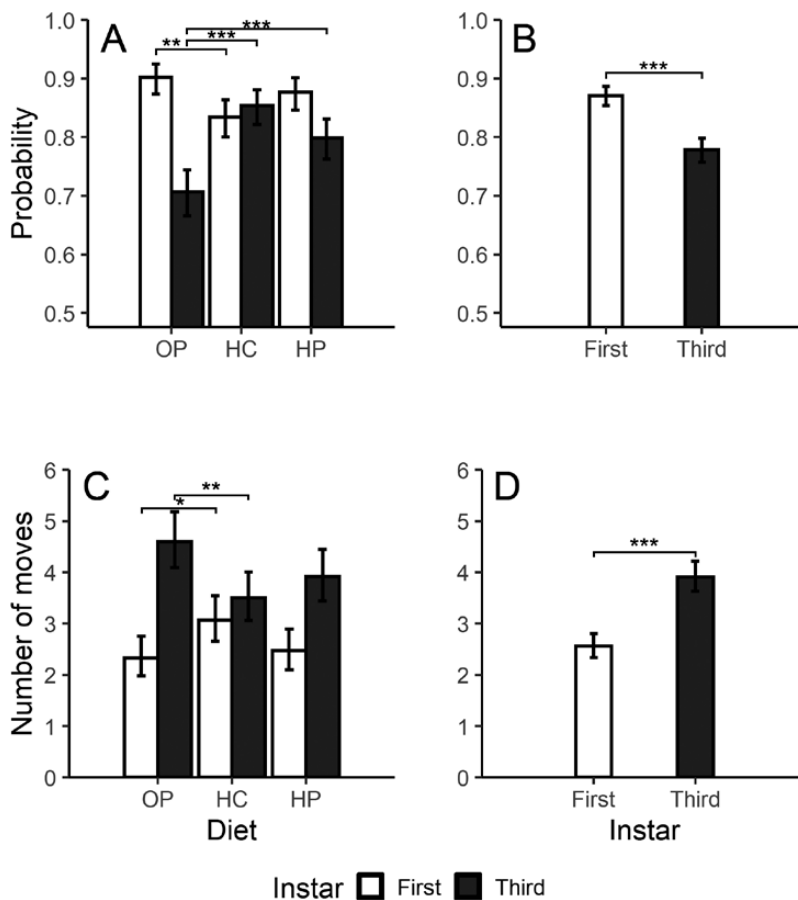 A
Probability
1.0
0.9
0.8
0.7
0.6
0.5
**
***
***
OP HC HP
B
1.0
0.9
0.8
0.7
0.6
0.5
***
First Third
C
Number of moves
6
5
4
3
2
1
0
*
**
OP HC HP
Diet
D
6
5
4
3
2
1
0
***
First Third
Instar
Instar First Third